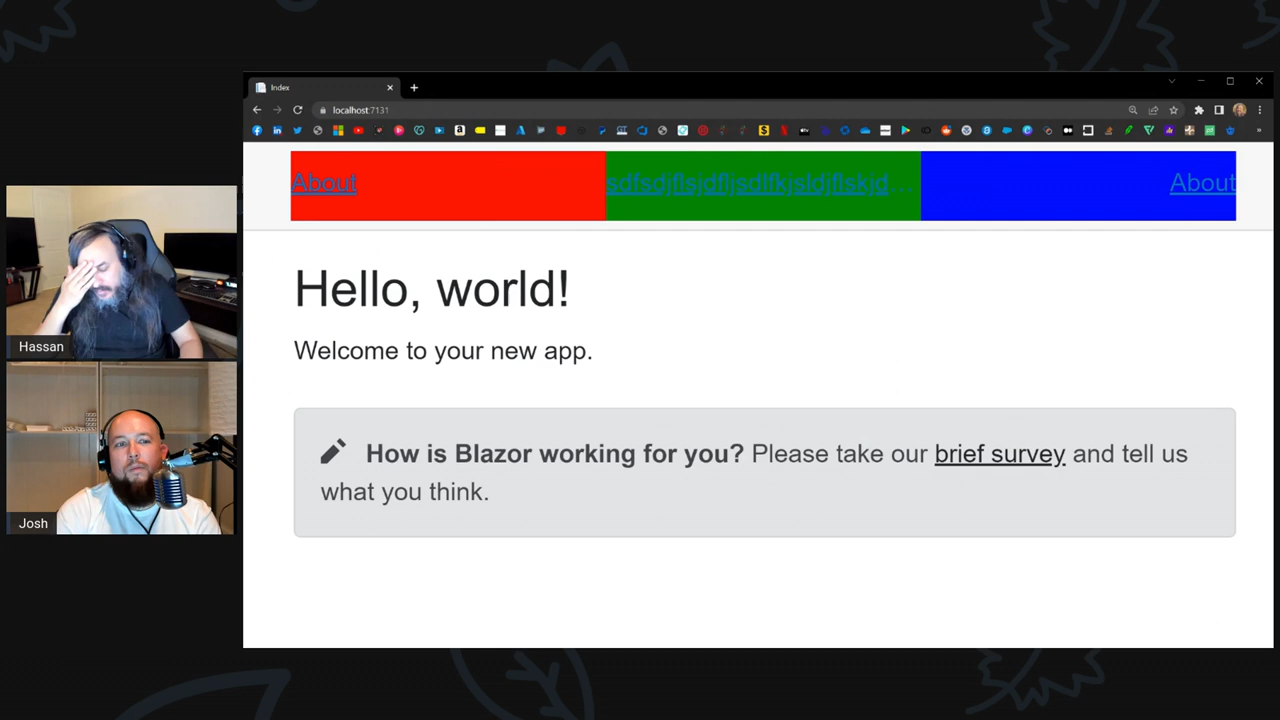 Index
localhost:7131
About
About
Hello, world!
Welcome to your new app.
How is Blazor working for you? Please take our brief survey and tell us
what you think.
Hassan
Josh